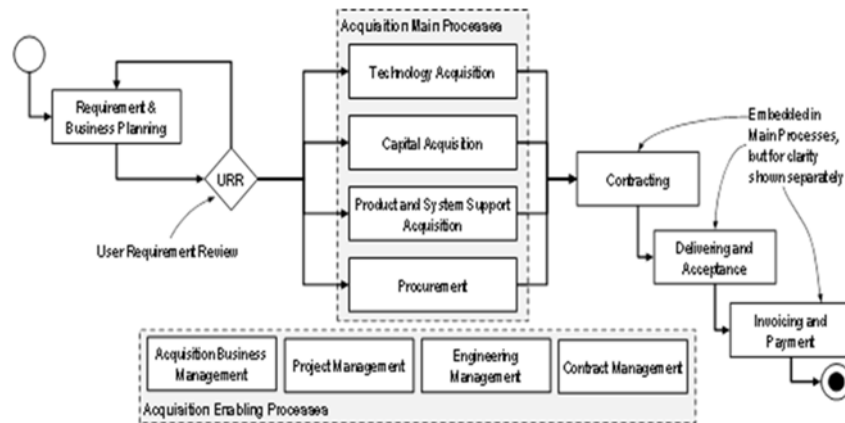 Acquisition Main Processes
Technology Acquisition
Requirement &
Business Planning
Embedded in
Main Processes,
but for clarity
shown separately
Capital Acquisition
URR
Contracting
Product and System Support
Acquisition
User Requirement Review
Delivering and
Acceptance
Procurement
Invoicing and
Payment
Acquisition Business
Management
Project Management
Engineering
Management
Contract Management
Acquisition Enabling Processes